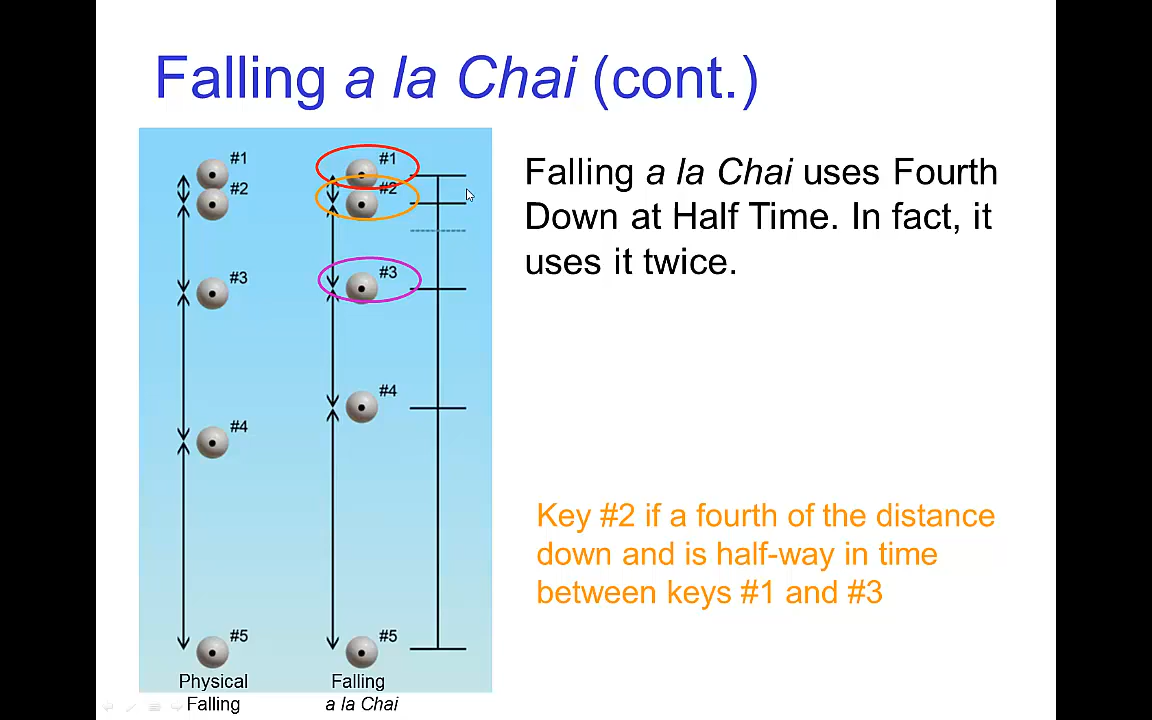 Falling a la Chai (cont.)
#1
#2
#3
#4
#5
Physical
Falling
#1
#2
#3
#4
#5
Falling
a la Chai
Falling a la Chai uses Fourth
Down at Half Time. In fact, it
uses it twice.
Key #2 if a fourth of the distance
down and is half-way in time
between keys #1 and #3